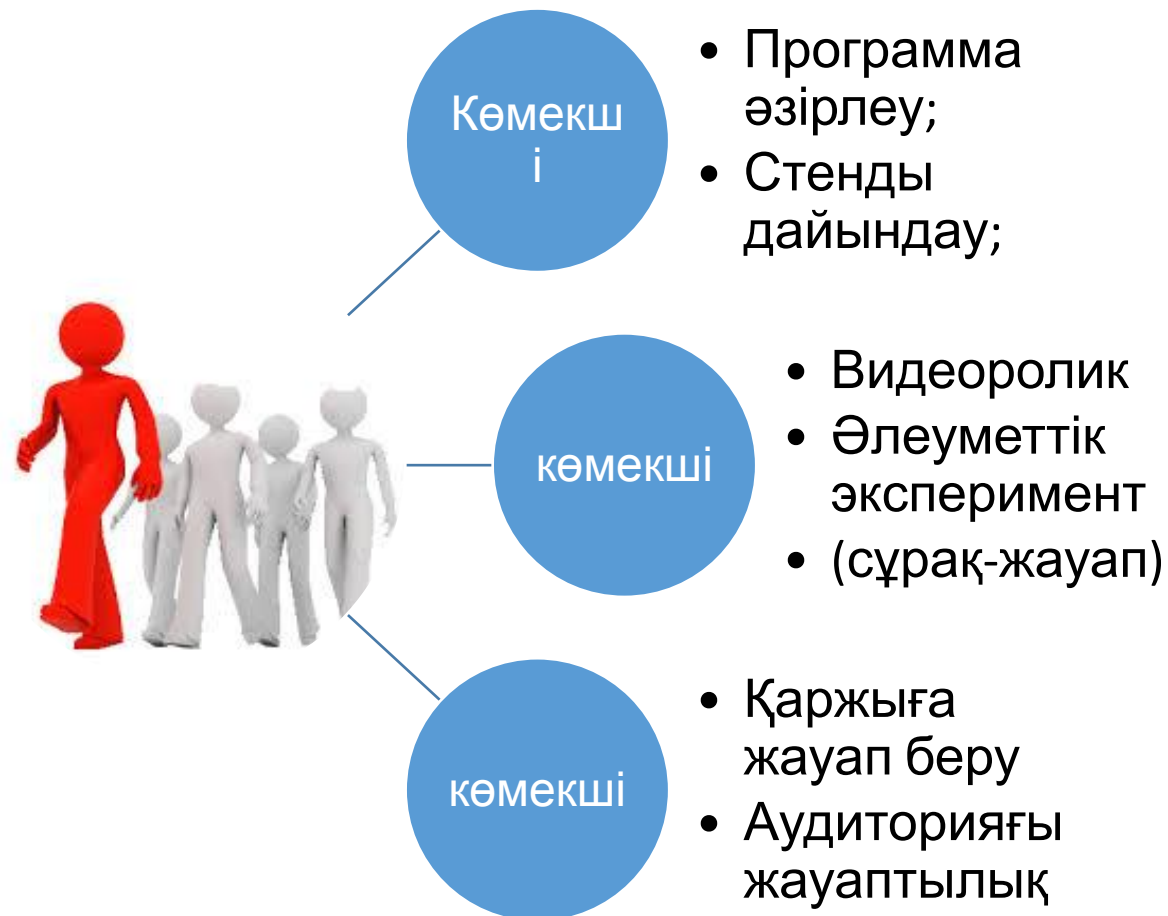 Көмекш
і
• Программа
әзірлеу;
• Стенды
дайындау;
көмекші
• Видеоролик
• Әлеуметтік
эксперимент
• (сұрақ-жауап)
көмекші
• Қаржыға
жауап беру
• Аудиторияғы
жауаптылық